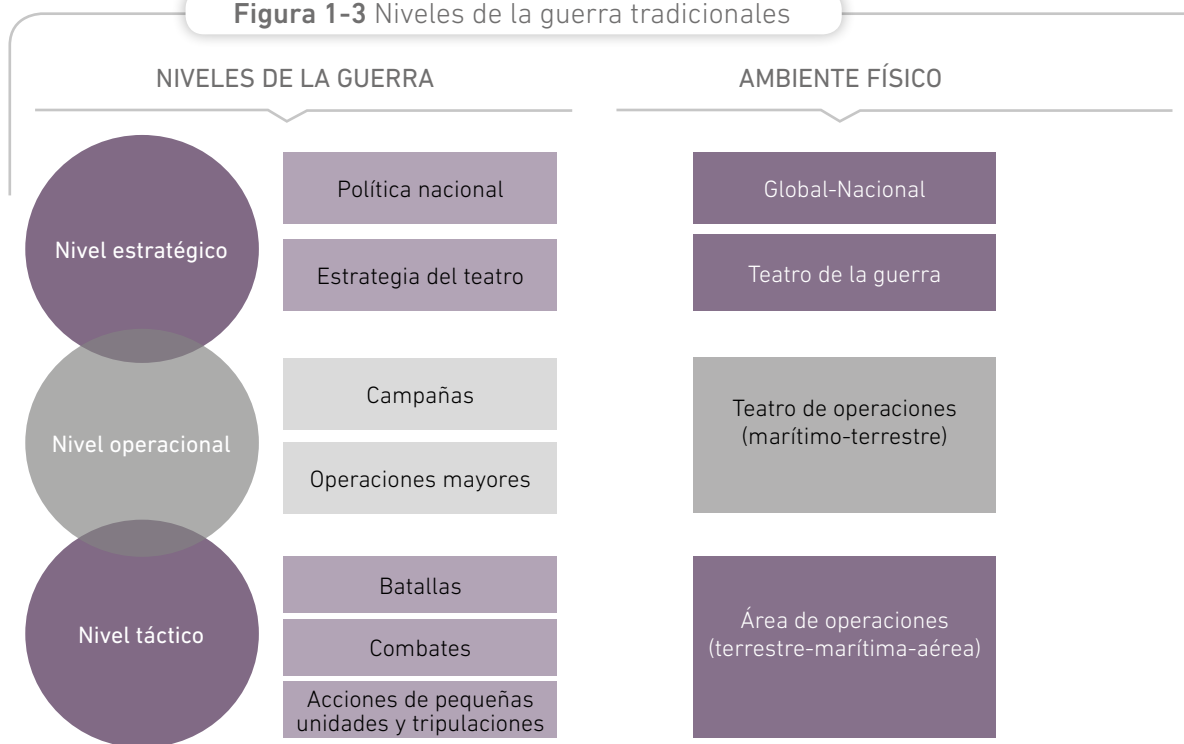 Figura 1-3 Niveles de la guerra tradicionales
NIVELES DE LA GUERRA
AMBIENTE FÍSICO
Nivel estratégico
Política nacional
Estrategia del teatro
Global-Nacional
Teatro de la guerra
Nivel operacional
Campañas
Operaciones mayores
Teatro de operaciones
(marítimo-terrestre)
Nivel táctico
Batallas
Combates
Acciones de pequeñas
unidades y tripulaciones
Área de operaciones
(terrestre-marítima-aérea)